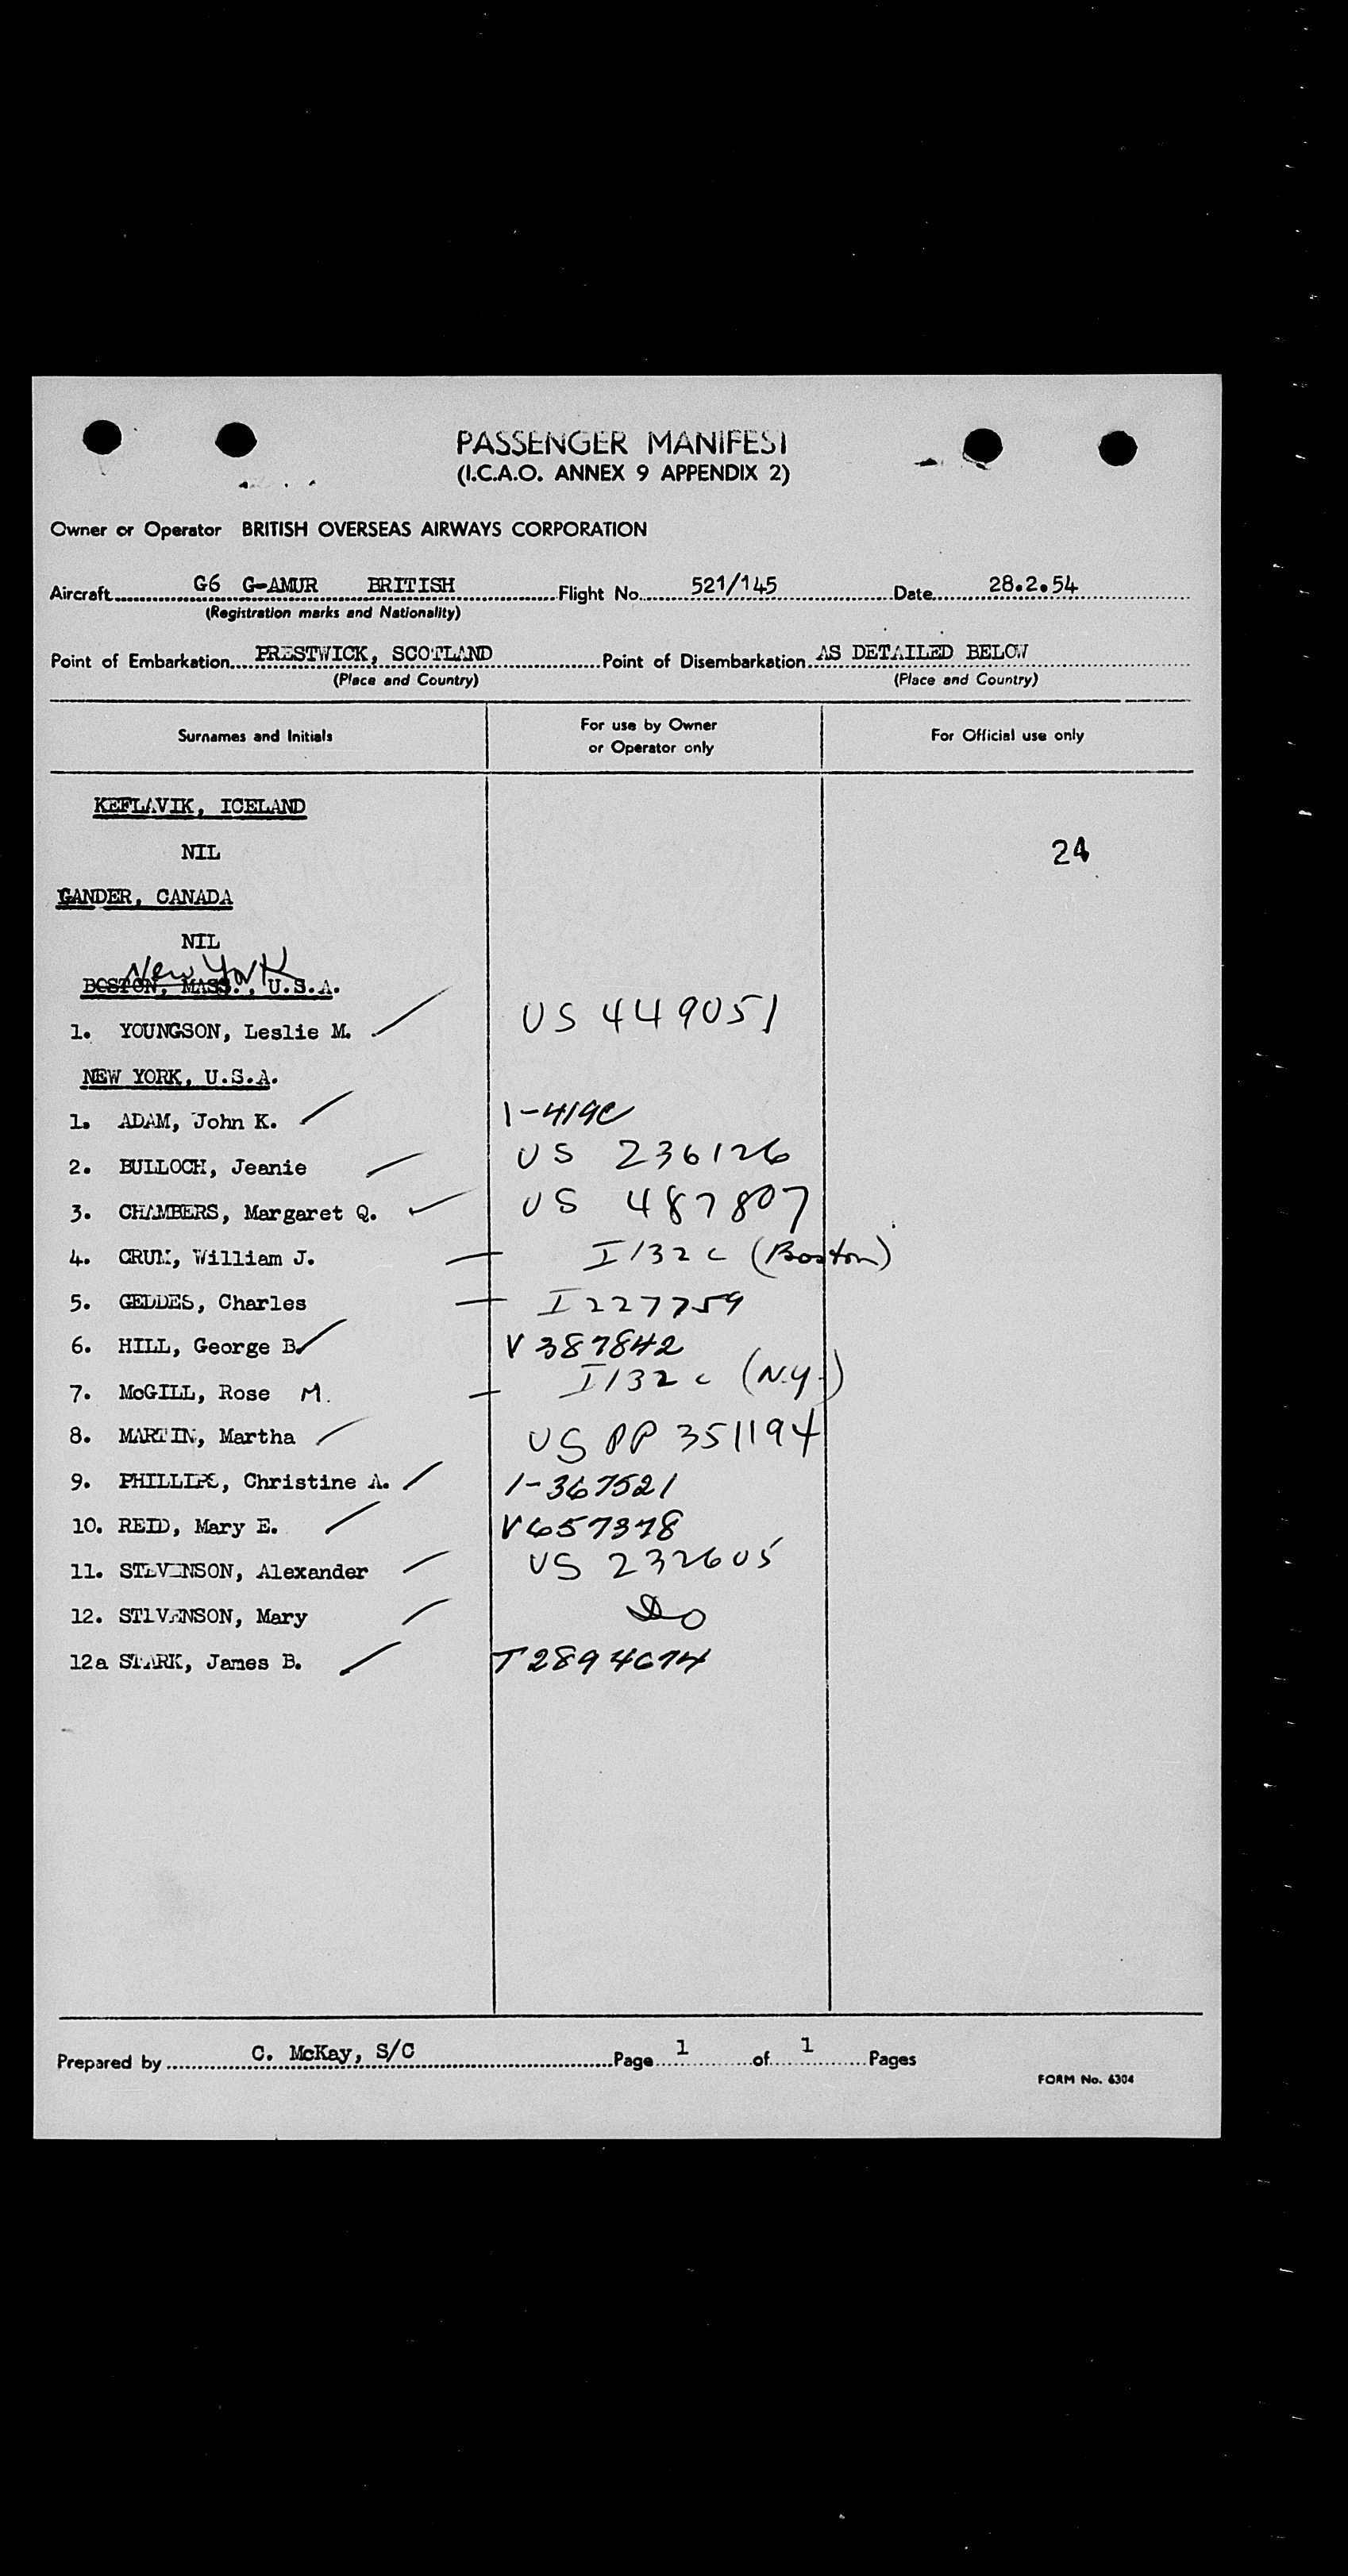 PASSENGER MANIFEST
(I.C.A.O. ANNEX 9 APPENDIX 2)
Owner or Operator BRITISH OVERSEAS AIRWAYS CORPORATION
Aircraft G6 G-AMUR BRITISH Flight No. 521/145 Date 28.2.54
(Registration marks and Nationality)
Point of Embarkation PRESTWICK, SCOTLAND Point of Disembarkation AS DETAILED BELOW
(Place and Country) (Place and Country)
Surnames and Initials For use by Owner or Operator only For Official use only
KEFLAVIK, ICELAND
NIL 24
GANDER, CANADA
NIL
New York
BOSTON, MASS., U.S.A.
1. YOUNGSON, Leslie M. US 449051
NEW YORK, U.S.A.
1. ADAM, John K. 1-419C
2. BULLOCH, Jeanie US 236126
3. CHAMBERS, Margaret Q. US 487807
4. CRUM, William J. I132c (Boston)
5. GEDDES, Charles I227759
6. HILL, George B. V387842
7. McGILL, Rose M. I132c (N.Y.)
8. MARTIN, Martha US PP 351194
9. PHILLIPS, Christine A. 1-367521
10. REID, Mary E. V657378
11. STEVENSON, Alexander US 232605
12. STEVENSON, Mary Do
12a STARK, James B. T2894674
Prepared by C. McKay, S/C Page 1 of 1 Pages
FORM No. 6304